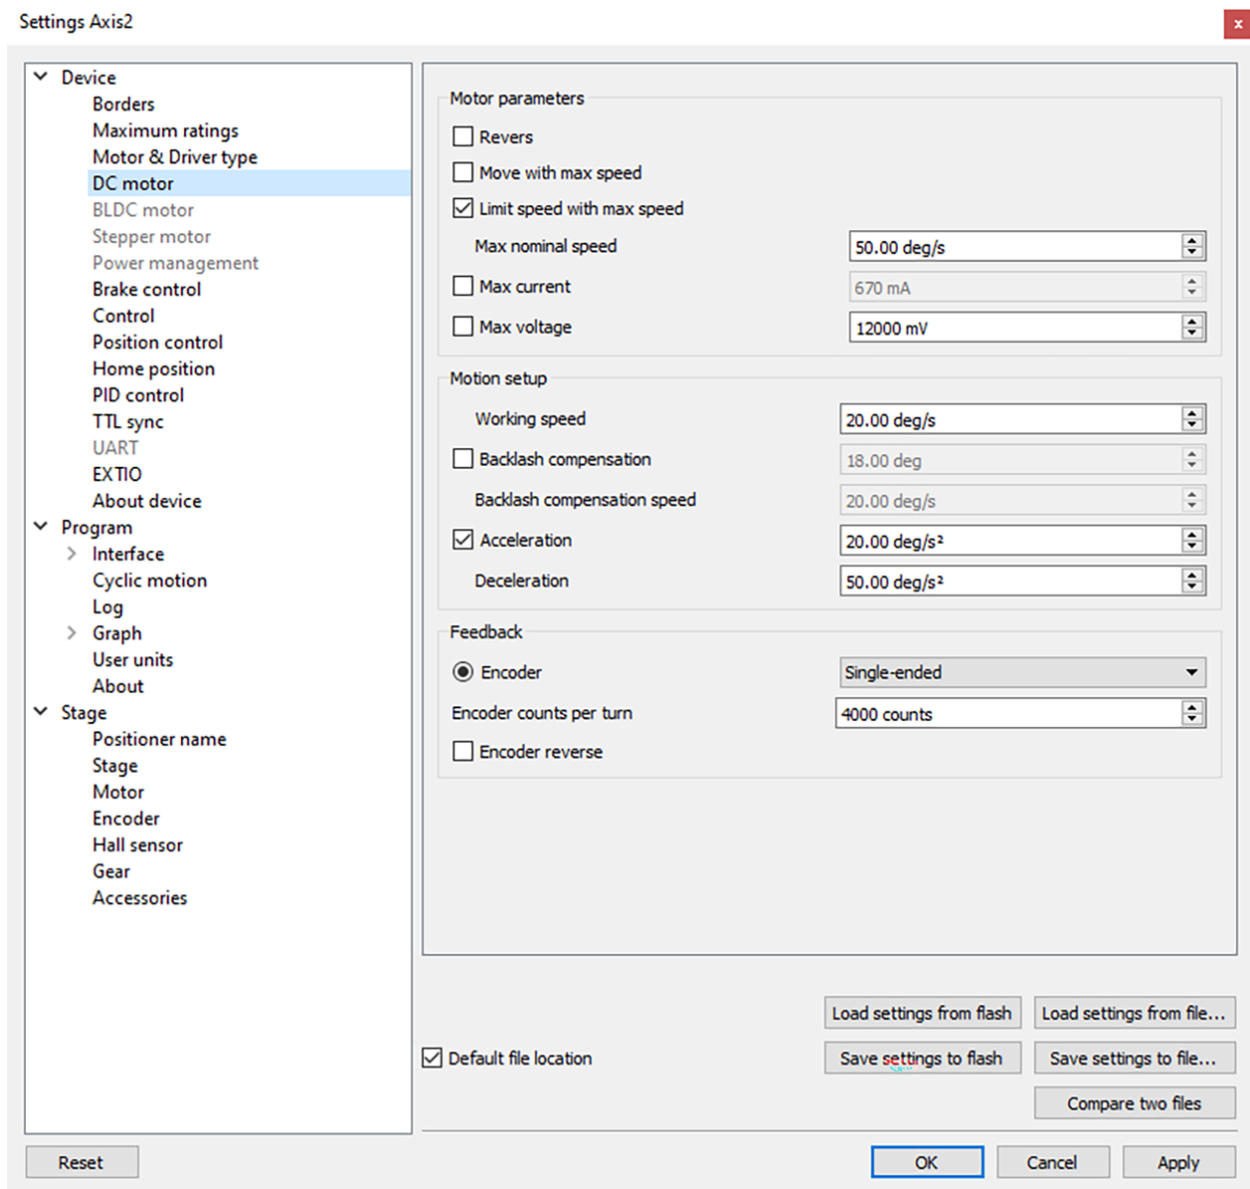 Settings Axis2
x
Device
Borders
Maximum ratings
Motor & Driver type
DC motor
BLDC motor
Stepper motor
Power management
Brake control
Control
Position control
Home position
PID control
TTL sync
UART
EXTIO
About device
Program
Interface
Cyclic motion
Log
Graph
User units
About
Stage
Positioner name
Stage
Motor
Encoder
Hall sensor
Gear
Accessories
Motor parameters
Revers
Move with max speed
Limit speed with max speed
Max nominal speed 50.00 deg/s
Max current 670 mA
Max voltage 12000 mV
Motion setup
Working speed 20.00 deg/s
Backlash compensation 18.00 deg
Backlash compensation speed 20.00 deg/s
Acceleration 20.00 deg/s²
Deceleration 50.00 deg/s²
Feedback
Encoder Single-ended
Encoder counts per turn 4000 counts
Encoder reverse
Load settings from flash Load settings from file...
Default file location Save settings to flash Save settings to file...
Compare two files
Reset OK Cancel Apply